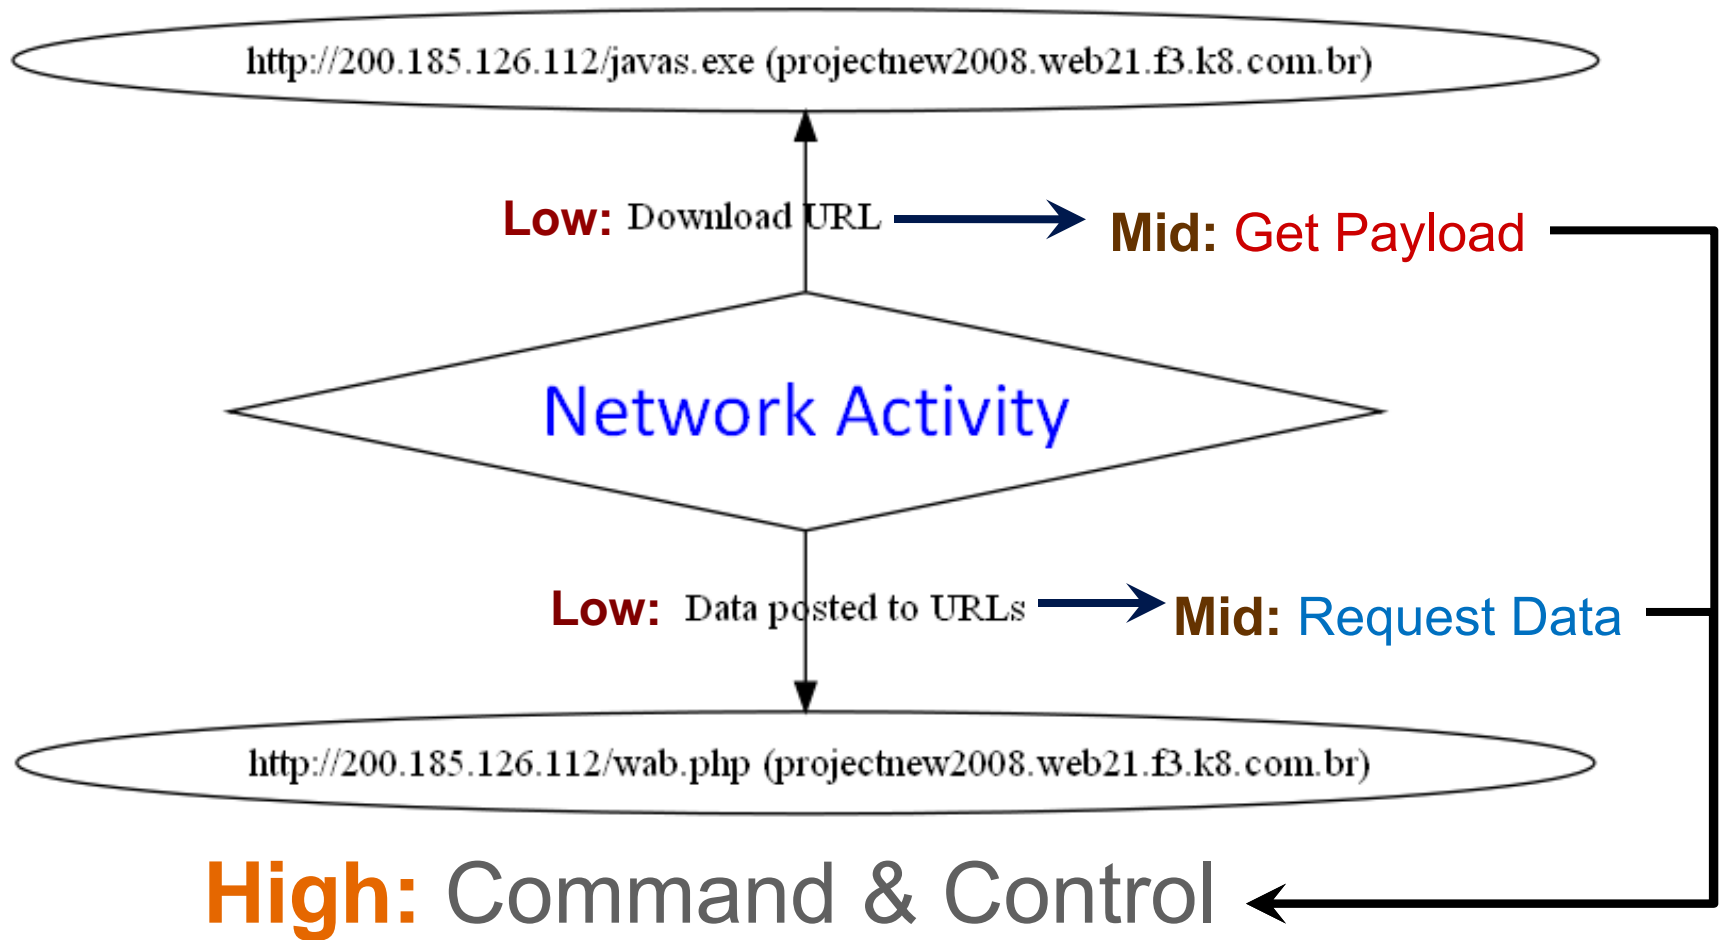 http://200.185.126.112/javas.exe (projectnew2008.web21.f3.k8.com.br)
Low: Download URL
Mid: Get Payload
Network Activity
Low: Data posted to URLs
Mid: Request Data
http://200.185.126.112/wab.php (projectnew2008.web21.f3.k8.com.br)
High: Command & Control